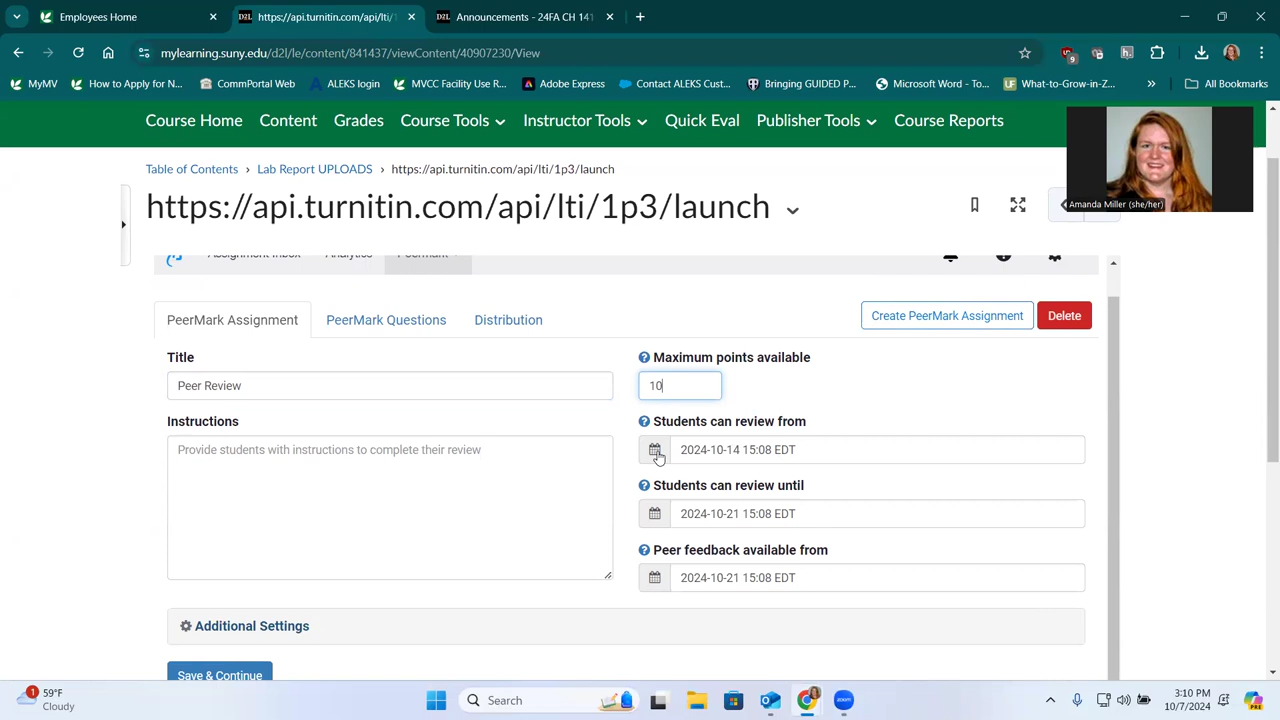 Employees Home
https://api.turnitin.com/api/lti/1
Announcements - 24FA CH 141
mylearning.suny.edu/d2l/le/content/841437/viewContent/40907230/View
9
MyMV
How to Apply for N...
CommPortal Web
ALEKS login
MVCC Facility Use R...
Adobe Express
Contact ALEKS Cust...
Bringing GUIDED P...
Microsoft Word - To...
What-to-Grow-in-Z...
All Bookmarks
Course Home
Content
Grades
Course Tools
Instructor Tools
Quick Eval
Publisher Tools
Course Reports
Amanda Miller (she/her)
Table of Contents › Lab Report UPLOADS › https://api.turnitin.com/api/lti/1p3/launch
https://api.turnitin.com/api/lti/1p3/launch
Assignment Inbox
Analytics
PeerMark
PeerMark Assignment
PeerMark Questions
Distribution
Create PeerMark Assignment
Delete
Title
Peer Review
Instructions
Provide students with instructions to complete their review
Maximum points available
10
Students can review from
2024-10-14 15:08 EDT
Students can review until
2024-10-21 15:08 EDT
Peer feedback available from
2024-10-21 15:08 EDT
Additional Settings
Save & Continue
1
59°F
Cloudy
Search
zoom
PRE
3:10 PM
10/7/2024